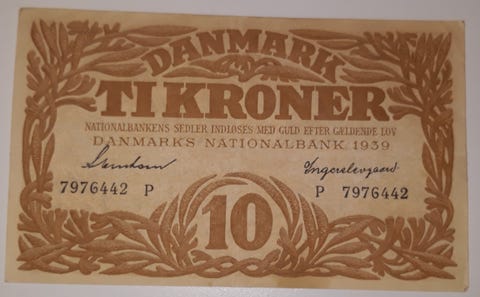 DANMARK
TI KRONER
NATIONALBANKENS SEDLER INDLØSES MED GULD EFTER GÆLDENDE LOV
DANMARKS NATIONALBANK 1939
7976442 P
P 7976442
10